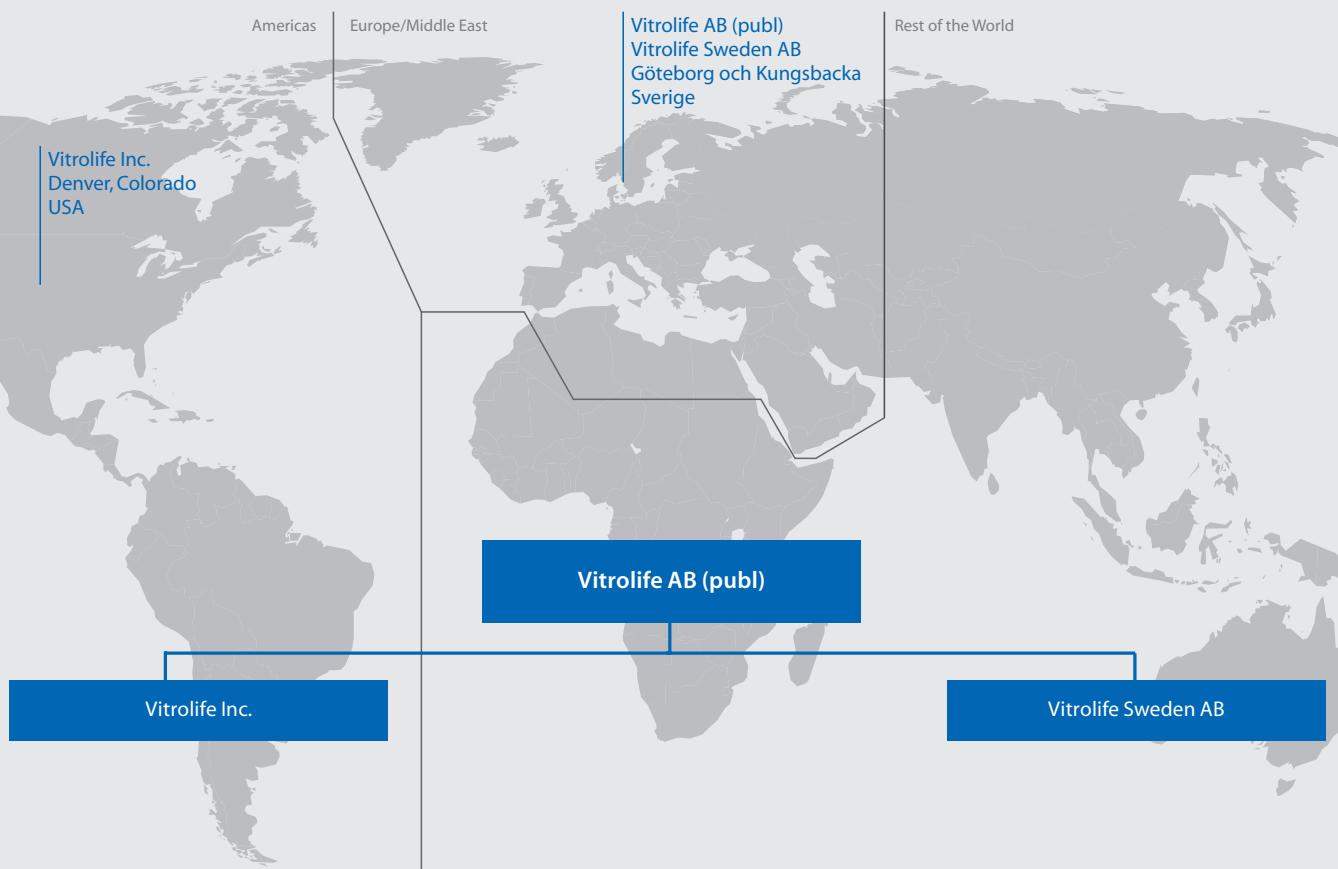 Americas
Europe/Middle East
Vitrolife AB (publ)
Vitrolife Sweden AB
Göteborg och Kungsbacka
Sverige
Rest of the World
Vitrolife Inc.
Denver, Colorado
USA
Vitrolife AB (publ)
Vitrolife Inc.
Vitrolife Sweden AB